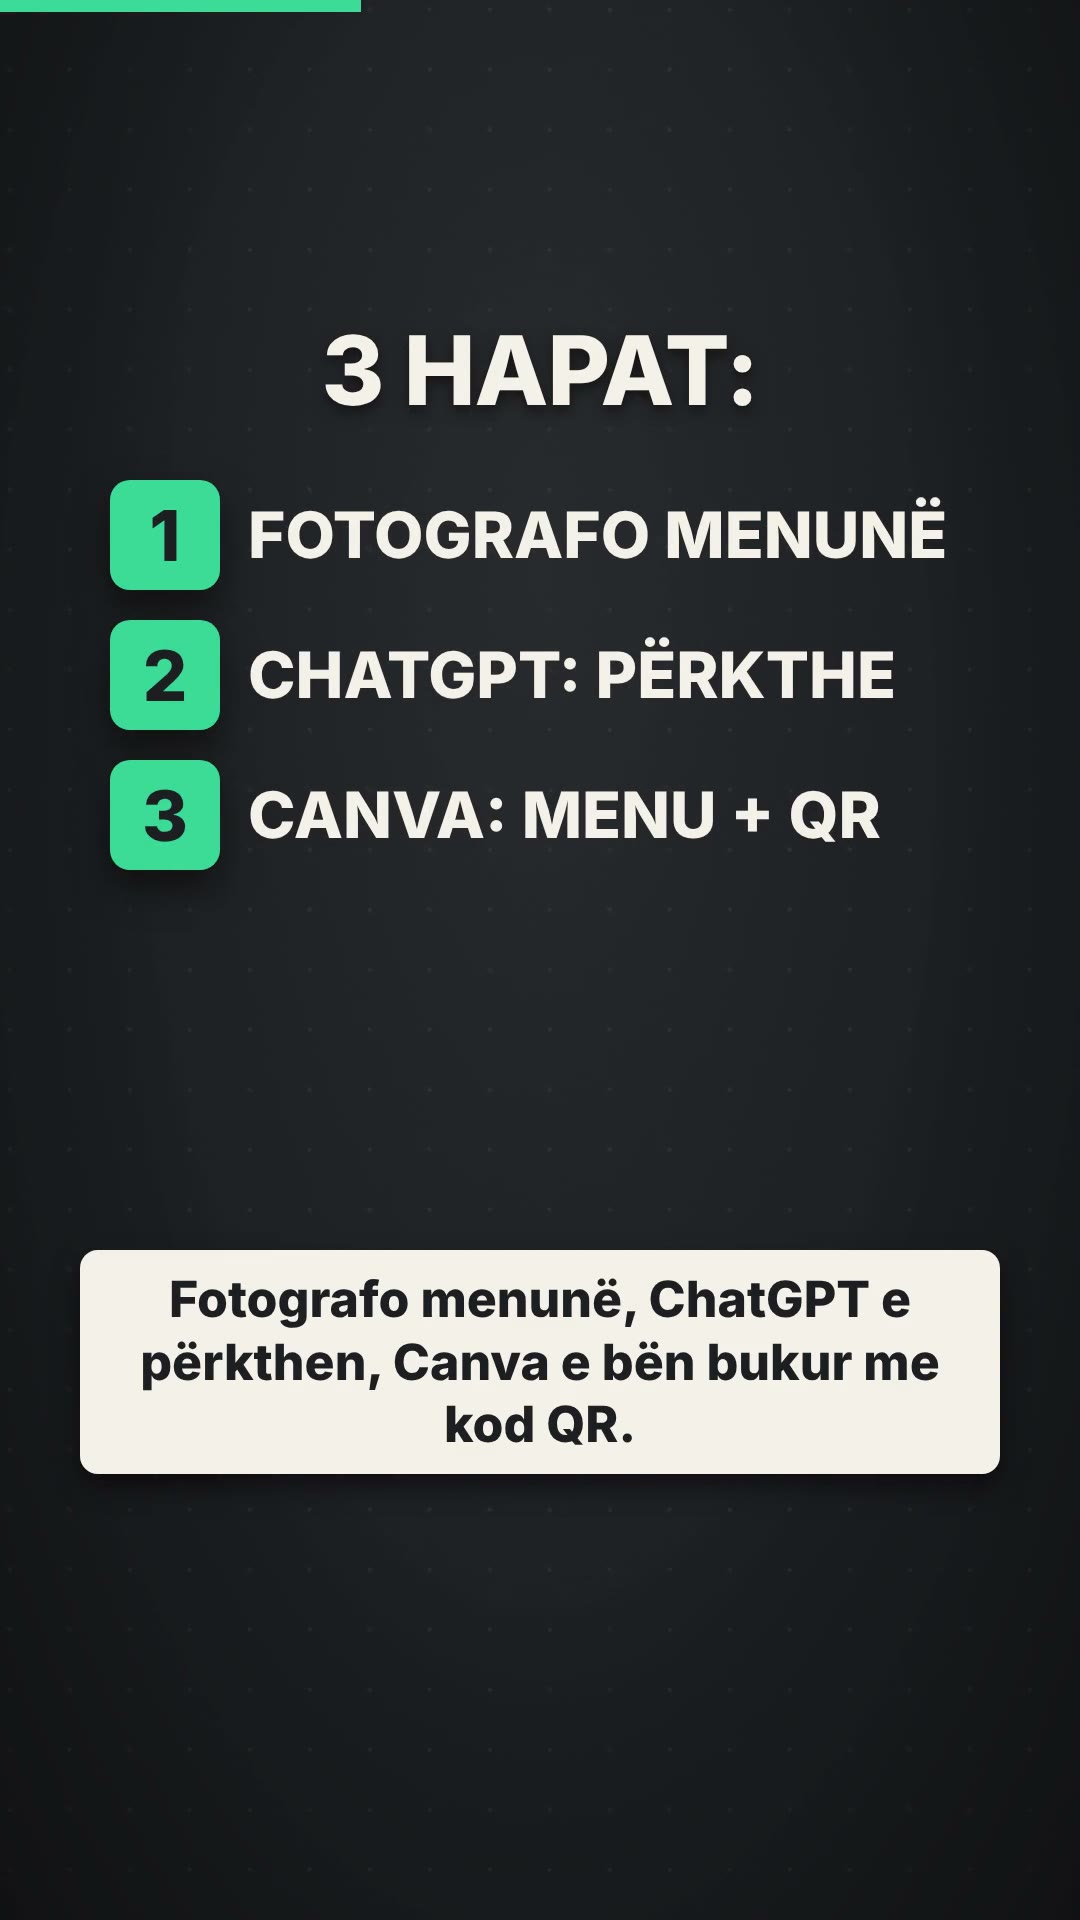 3 HAPAT:
1 FOTOGRAFO MENUNË
2 CHATGPT: PËRKTHE
3 CANVA: MENU + QR
Fotografo menunë, ChatGPT e
përkthen, Canva e bën bukur me
kod QR.